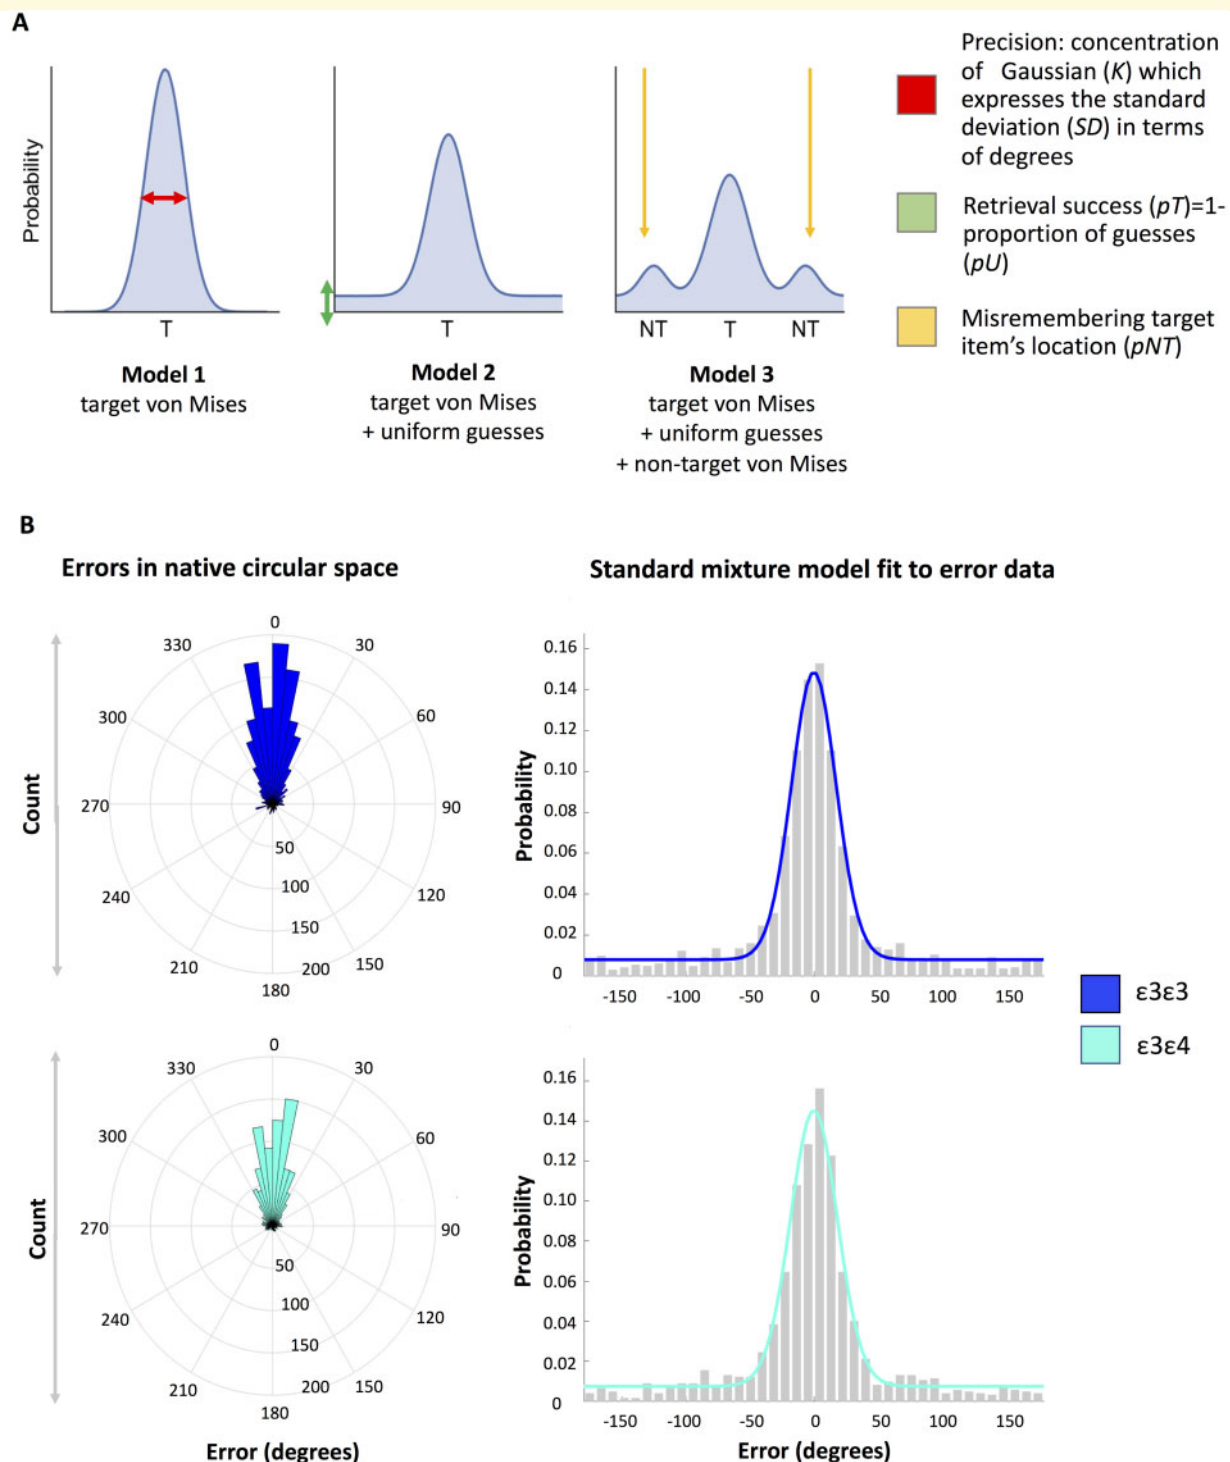 A
Probability
T
Model 1
target von Mises
T
Model 2
target von Mises
+ uniform guesses
NT T NT
Model 3
target von Mises
+ uniform guesses
+ non-target von Mises
Precision: concentration
of Gaussian (K) which
expresses the standard
deviation (SD) in terms
of degrees
Retrieval success (pT)=1-
proportion of guesses
(pU)
Misremembering target
item's location (pNT)
B
Errors in native circular space
Count
0
330 30
300 60
270 90
50
240 100 120
150
210 200 150
180
Standard mixture model fit to error data
Probability
0.16
0.14
0.12
0.10
0.08
0.06
0.04
0.02
0
-150 -100 -50 0 50 100 150
ε3ε3
ε3ε4
Count
0
330 30
300 60
270 90
50
240 100 120
150
210 200 150
180
Error (degrees)
Probability
0.16
0.14
0.12
0.10
0.08
0.06
0.04
0.02
0
-150 -100 -50 0 50 100 150
Error (degrees)